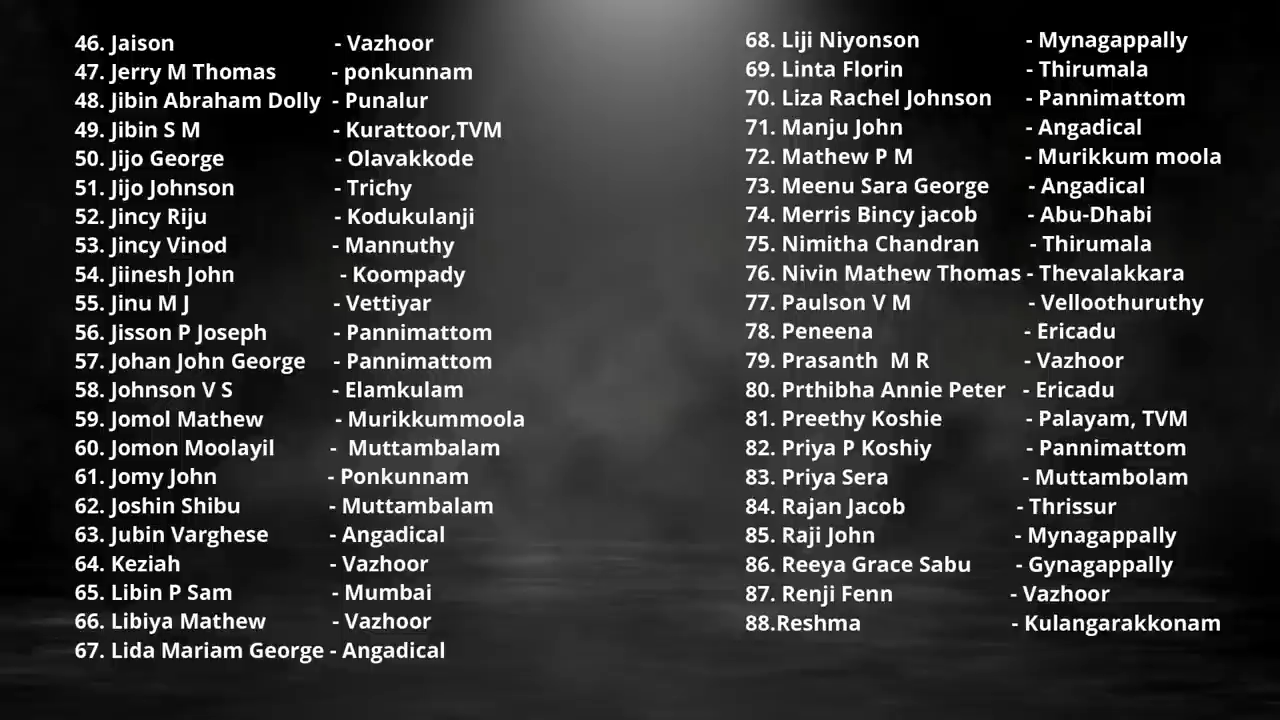 46. Jaison - Vazhoor
47. Jerry M Thomas - ponkunnam
48. Jibin Abraham Dolly - Punalur
49. Jibin S M - Kurattoor,TVM
50. Jijo George - Olavakkode
51. Jijo Johnson - Trichy
52. Jincy Riju - Kodukulanji
53. Jincy Vinod - Mannuthy
54. Jiinesh John - Koompady
55. Jinu M J - Vettiyar
56. Jisson P Joseph - Pannimattom
57. Johan John George - Pannimattom
58. Johnson V S - Elamkulam
59. Jomol Mathew - Murikkummoola
60. Jomon Moolayil - Muttambalam
61. Jomy John - Ponkunnam
62. Joshin Shibu - Muttambalam
63. Jubin Varghese - Angadical
64. Keziah - Vazhoor
65. Libin P Sam - Mumbai
66. Libiya Mathew - Vazhoor
67. Lida Mariam George - Angadical
68. Liji Niyonson - Mynagappally
69. Linta Florin - Thirumala
70. Liza Rachel Johnson - Pannimattom
71. Manju John - Angadical
72. Mathew P M - Murikkum moola
73. Meenu Sara George - Angadical
74. Merris Bincy jacob - Abu-Dhabi
75. Nimitha Chandran - Thirumala
76. Nivin Mathew Thomas - Thevalakkara
77. Paulson V M - Velloothuruthy
78. Peneena - Ericadu
79. Prasanth M R - Vazhoor
80. Prthibha Annie Peter - Ericadu
81. Preethy Koshie - Palayam, TVM
82. Priya P Koshiy - Pannimattom
83. Priya Sera - Muttambolam
84. Rajan Jacob - Thrissur
85. Raji John - Mynagappally
86. Reeya Grace Sabu - Gynagappally
87. Renji Fenn - Vazhoor
88.Reshma - Kulangarakkonam